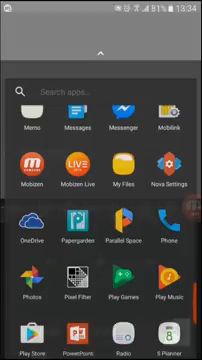 81% 13:34
Search apps...
Memo Messages Messenger Mobilink
Mobizen Mobizen Live My Files Nova Settings
OneDrive Papergarden Parallel Space Phone
Photos Pixel Filter Play Games Play Music
Play Store PowerPoint Radio S Planner